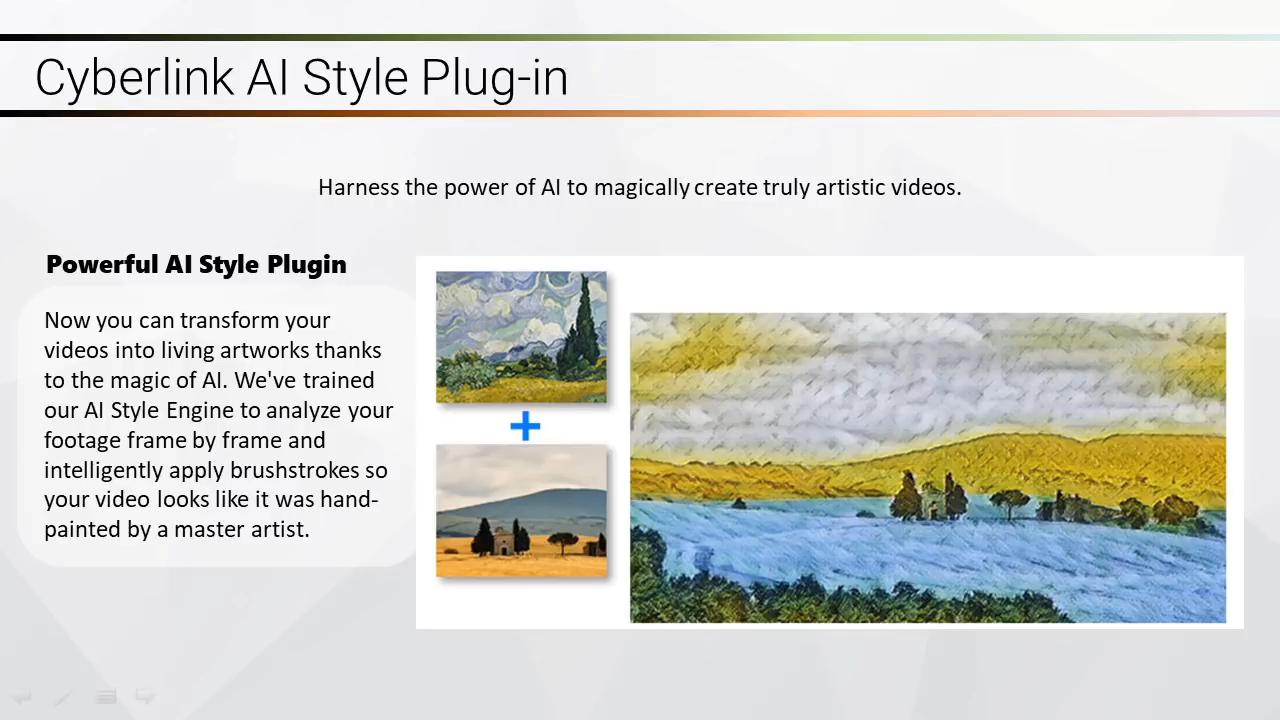 Cyberlink AI Style Plug-in
Harness the power of AI to magically create truly artistic videos.
Powerful AI Style Plugin
Now you can transform your
videos into living artworks thanks
to the magic of AI. We've trained
our AI Style Engine to analyze your
footage frame by frame and
intelligently apply brushstrokes so
your video looks like it was hand-
painted by a master artist.